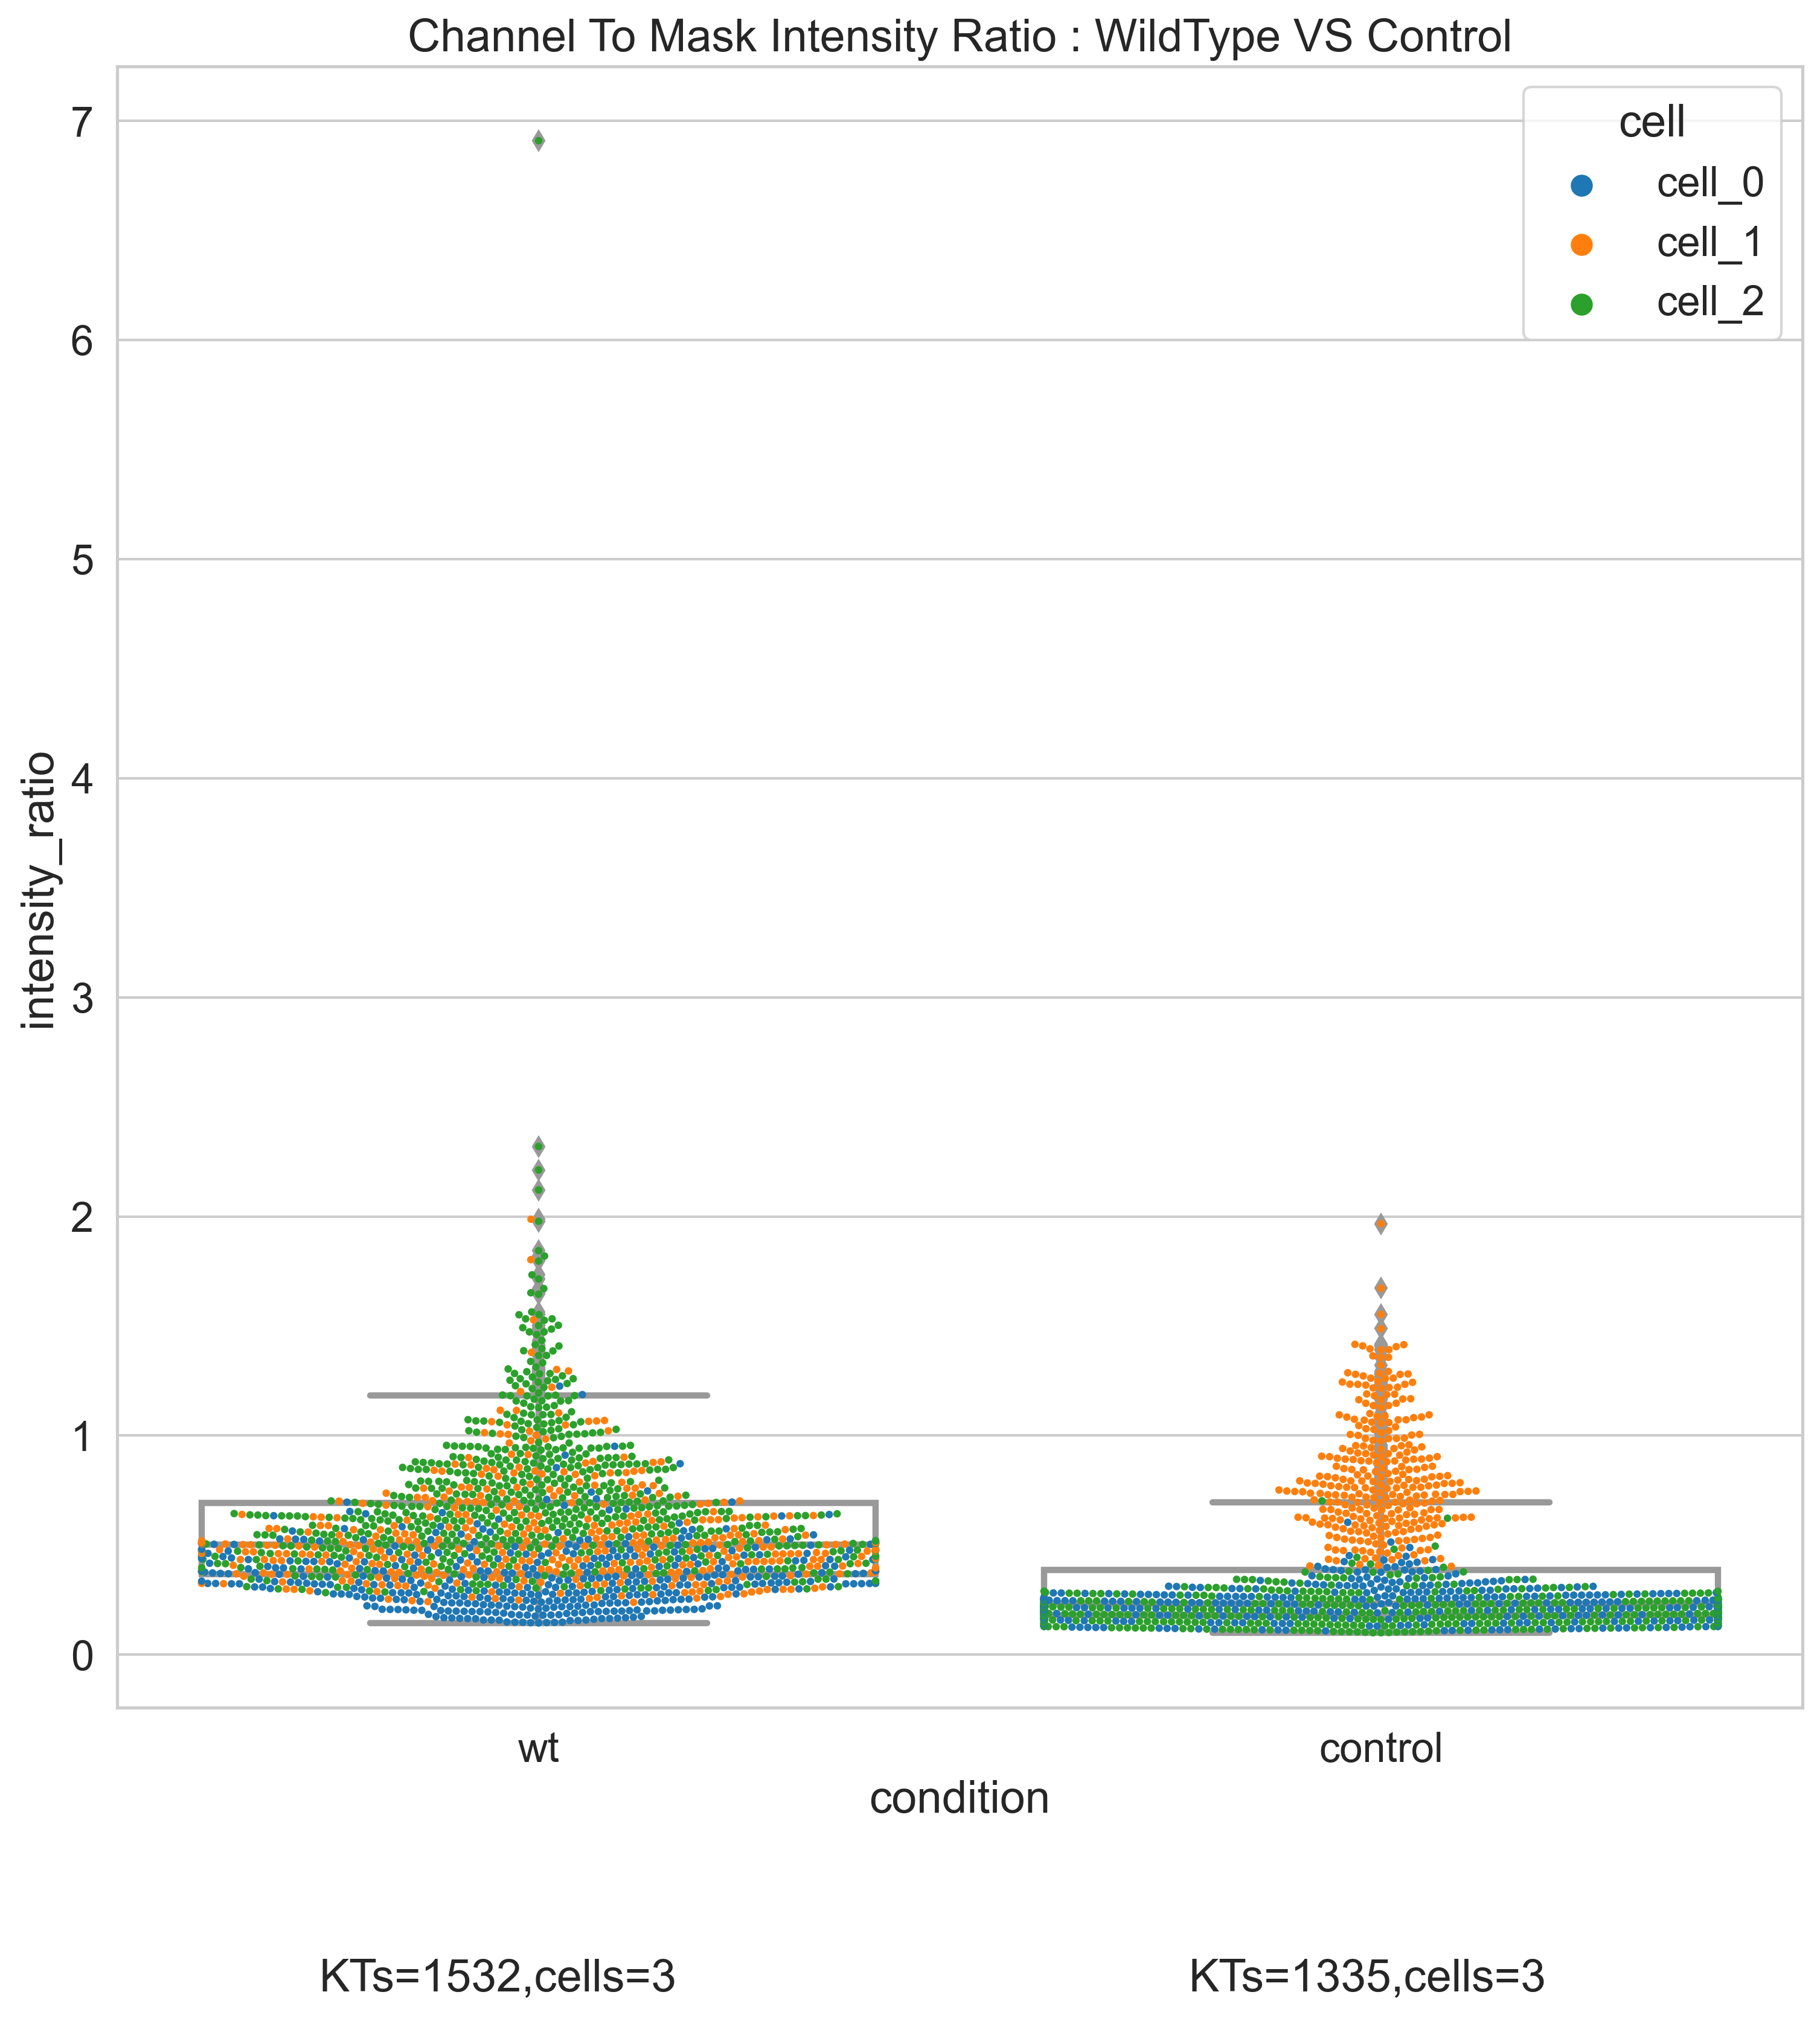 Channel To Mask Intensity Ratio : WildType VS Control
cell
cell_0
cell_1
cell_2
7
6
5
4
3
2
1
0
intensity_ratio
wt
control
condition
KTs=1532,cells=3
KTs=1335,cells=3